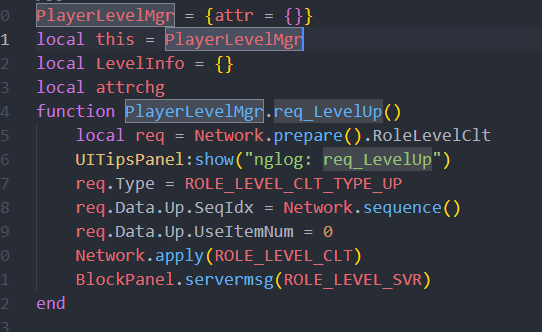 0 PlayerLevelMgr = {attr = {}}
1 local this = PlayerLevelMgr
2 local LevelInfo = {}
3 local attrchg
4 function PlayerLevelMgr.req_LevelUp()
5     local req = Network.prepare().RoleLevelClt
6     UITipsPanel:show("nglog: req_LevelUp")
7     req.Type = ROLE_LEVEL_CLT_TYPE_UP
8     req.Data.Up.SeqIdx = Network.sequence()
9     req.Data.Up.UseItemNum = 0
0     Network.apply(ROLE_LEVEL_CLT)
1     BlockPanel.servermsg(ROLE_LEVEL_SVR)
2 end
3